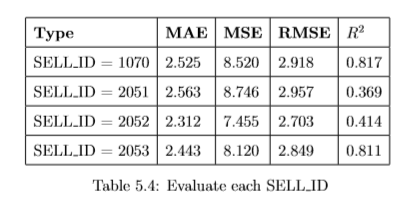 Type MAE MSE RMSE R²
SELL_ID = 1070 2.525 8.520 2.918 0.817
SELL_ID = 2051 2.563 8.746 2.957 0.369
SELL_ID = 2052 2.312 7.455 2.703 0.414
SELL_ID = 2053 2.443 8.120 2.849 0.811
Table 5.4: Evaluate each SELL_ID